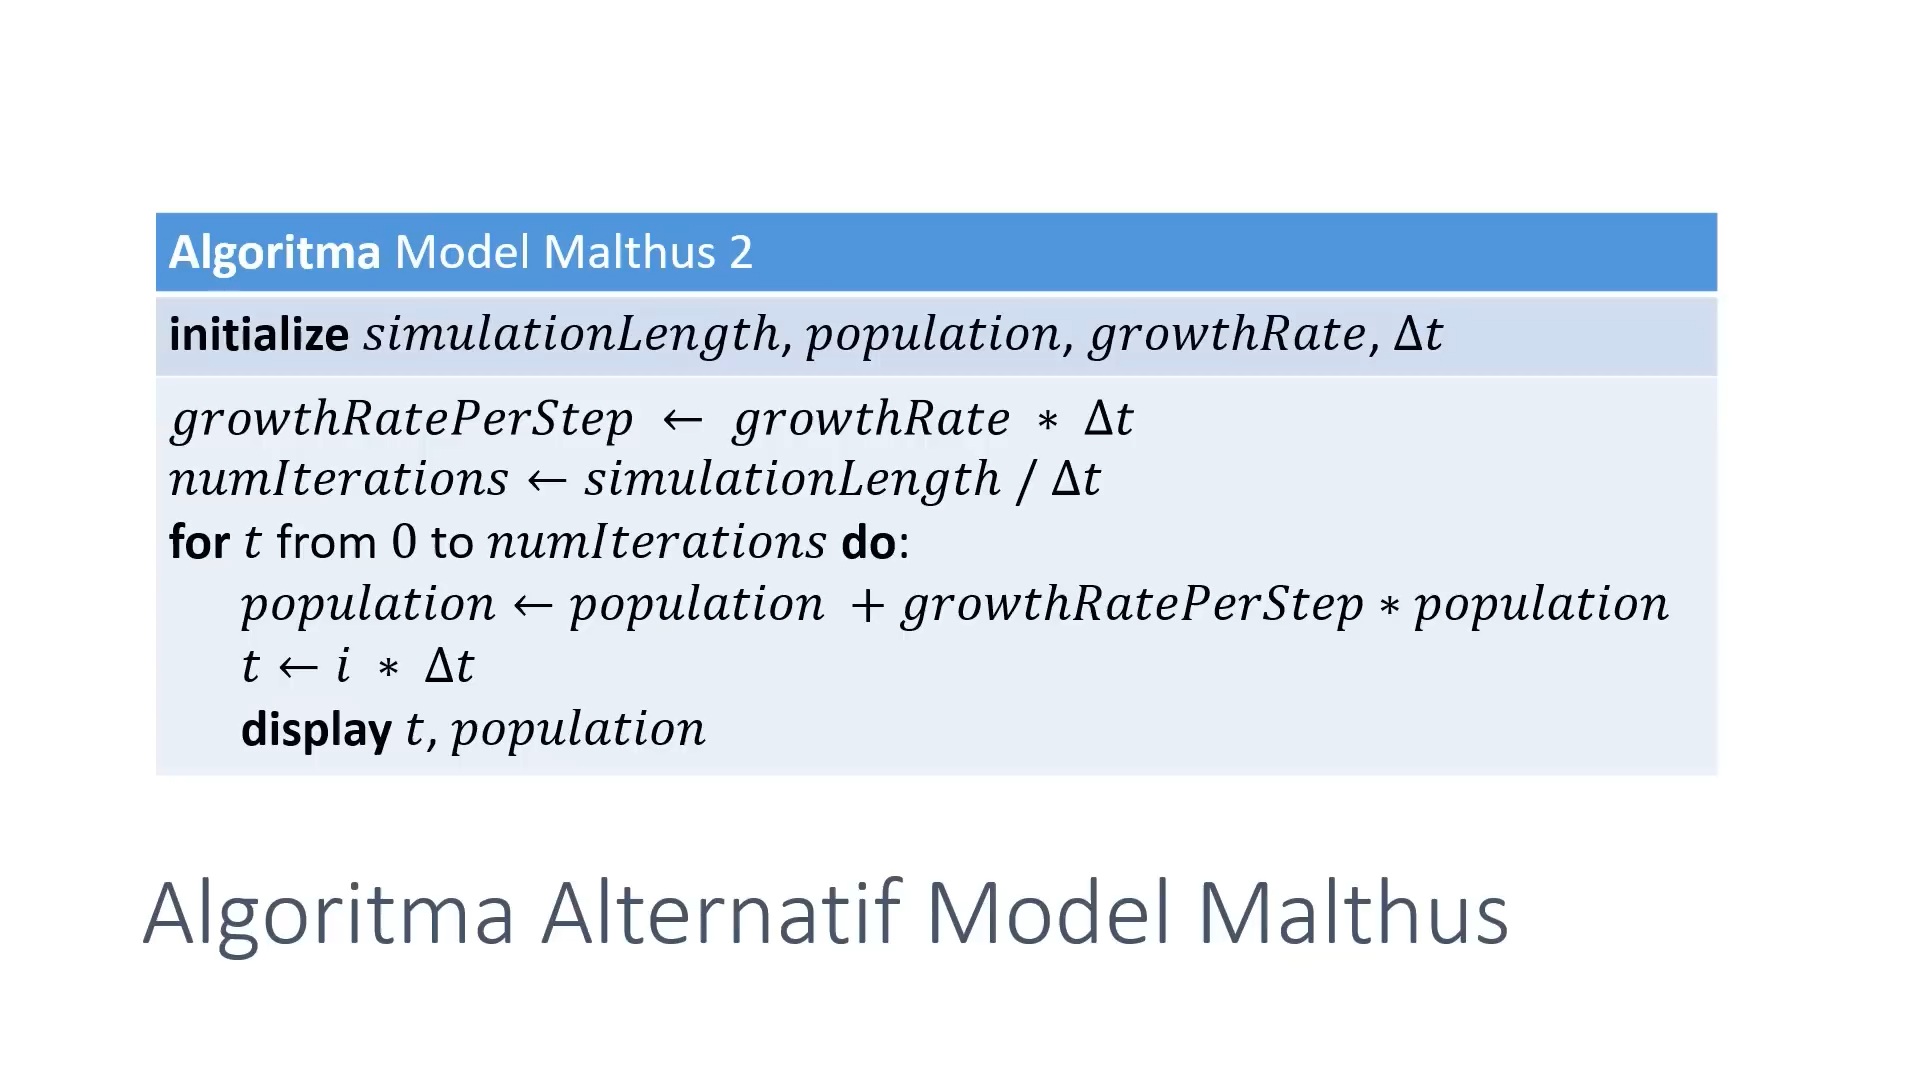 Algoritma Model Malthus 2
initialize simulationLength, population, growthRate, Δt
growthRatePerStep ← growthRate * Δt
numIterations ← simulationLength / Δt
for t from 0 to numIterations do:
population ← population + growthRatePerStep * population
t ← i * Δt
display t, population
Algoritma Alternatif Model Malthus